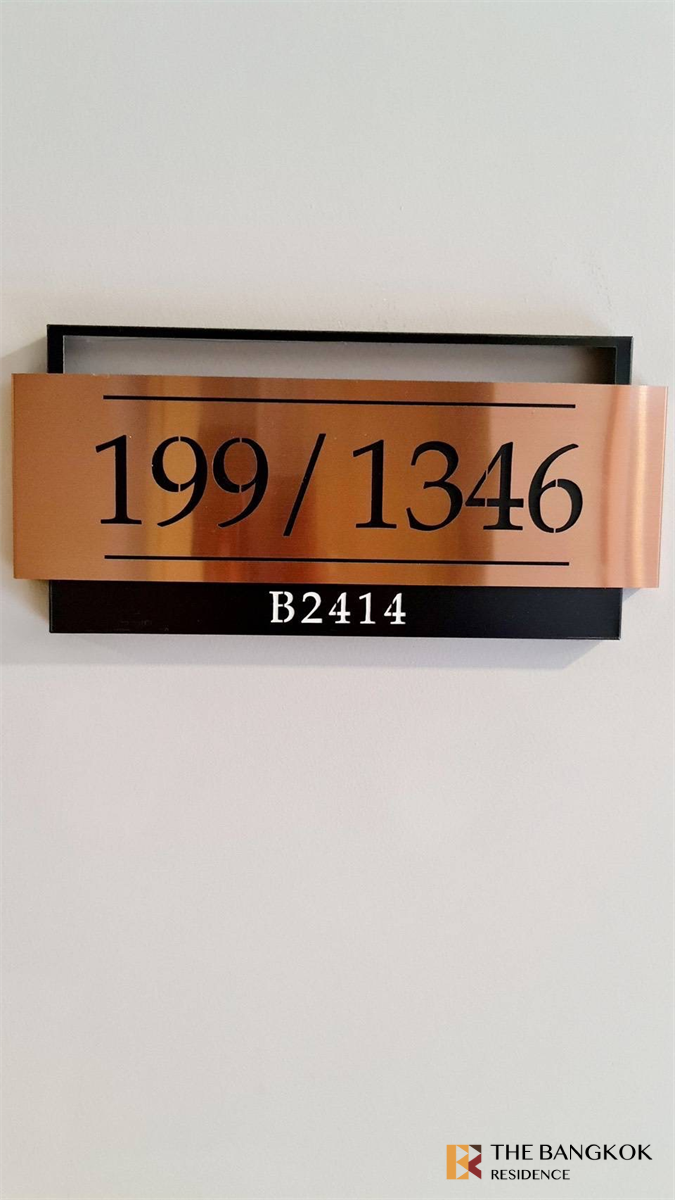 199/1346
B2414
THE BANGKOK
RESIDENCE